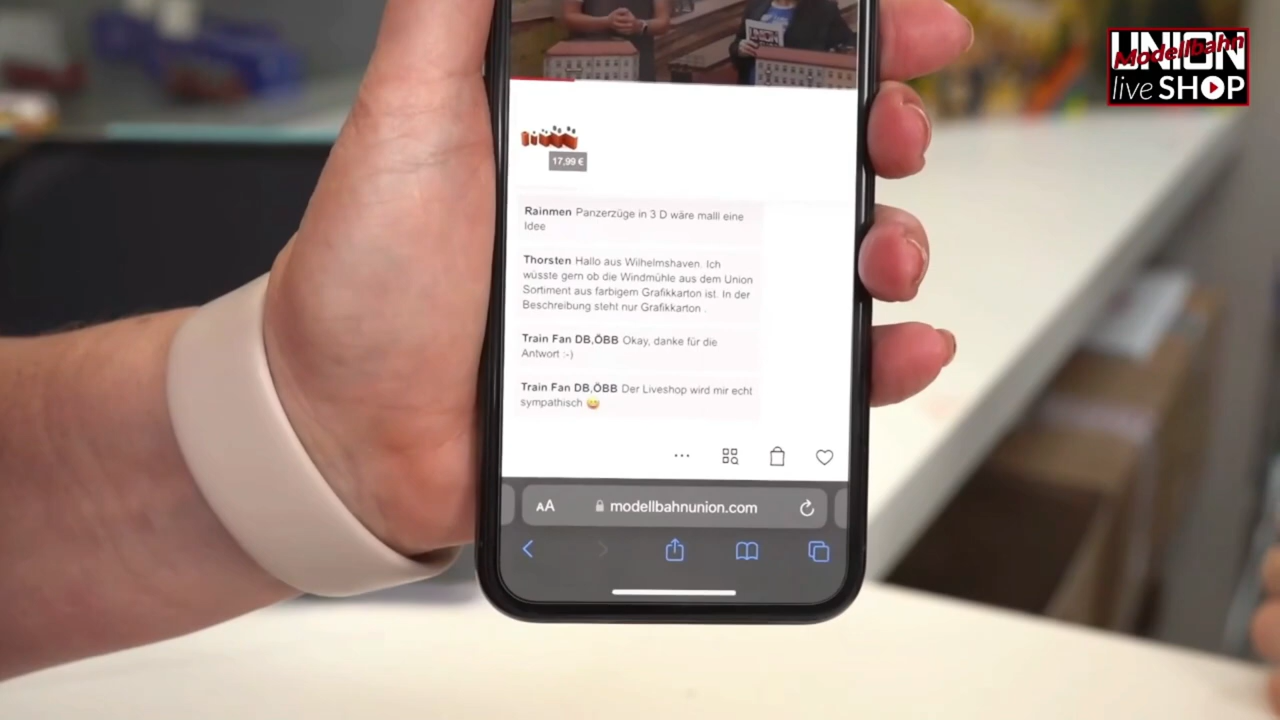 UNION
Modellbahn
live SHOP
17,99 €
Rainmen Panzerzüge in 3 D wäre malli eine
Idee
Thorsten Hallo aus Wilhelmshaven. Ich
wüsste gern ob die Windmühle aus dem Union
Sortiment aus farbigem Grafikkarton ist. In der
Beschreibung steht nur Grafikkarton .
Train Fan DB,ÖBB Okay, danke für die
Antwort :-)
Train Fan DB,ÖBB Der Liveshop wird mir echt
sympathisch 😄
AA modellbahnunion.com